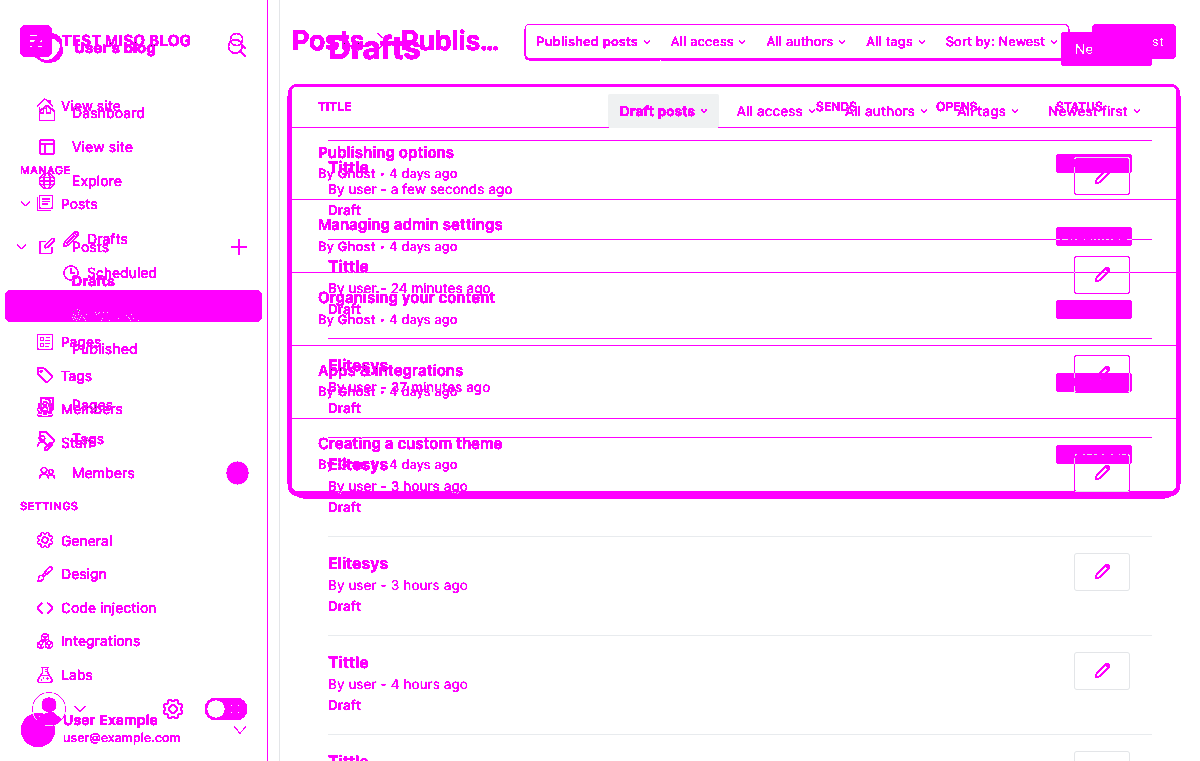 TEST MISO BLOG
User's Blog
View site
Dashboard
View site
MANAGE
Explore
Posts
Drafts
Posts
Scheduled
Drafts
Pages
Published
Tags
Pages
Members
Tags
Staff
Members
SETTINGS
General
Design
Code injection
Integrations
Labs
User Example
user@example.com
Posts
Publis...
Drafts
Published posts
All access
All authors
All tags
Sort by: Newest
Ne
st
TITLE
SENDS
OPENS
STATUS
Draft posts
All access
All authors
All tags
Newest first
Publishing options
By Ghost • 4 days ago
Tittle
By user - a few seconds ago
Draft
Managing admin settings
By Ghost • 4 days ago
Tittle
By user - 24 minutes ago
Draft
Organising your content
By Ghost • 4 days ago
Elitesys
By user - 37 minutes ago
Draft
Apps & integrations
By Ghost • 4 days ago
Creating a custom theme
By Ghost • 4 days ago
Elitesys
By user - 3 hours ago
Draft
Elitesys
By user - 3 hours ago
Draft
Tittle
By user - 4 hours ago
Draft
Tittle